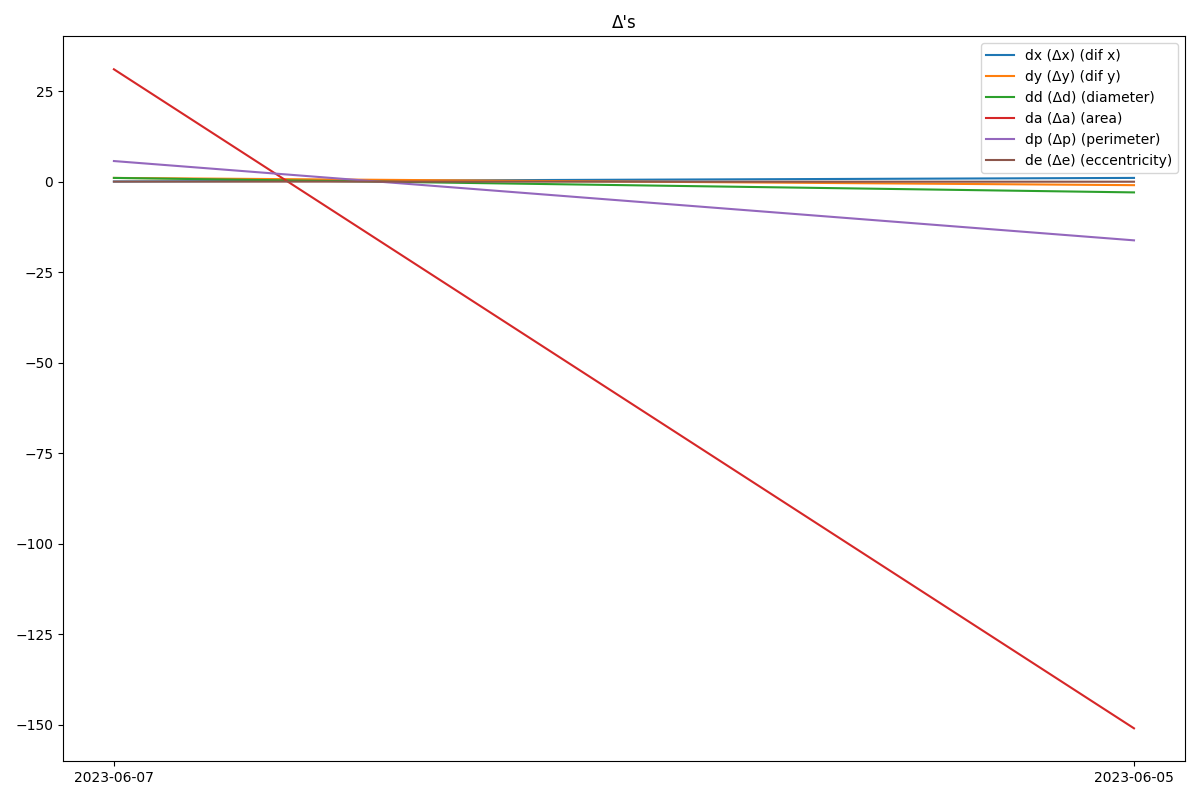 Δ's
dx (Δx) (dif x)
dy (Δy) (dif y)
dd (Δd) (diameter)
da (Δa) (area)
dp (Δp) (perimeter)
de (Δe) (eccentricity)
25
0
−25
−50
−75
−100
−125
−150
2023-06-07 2023-06-05